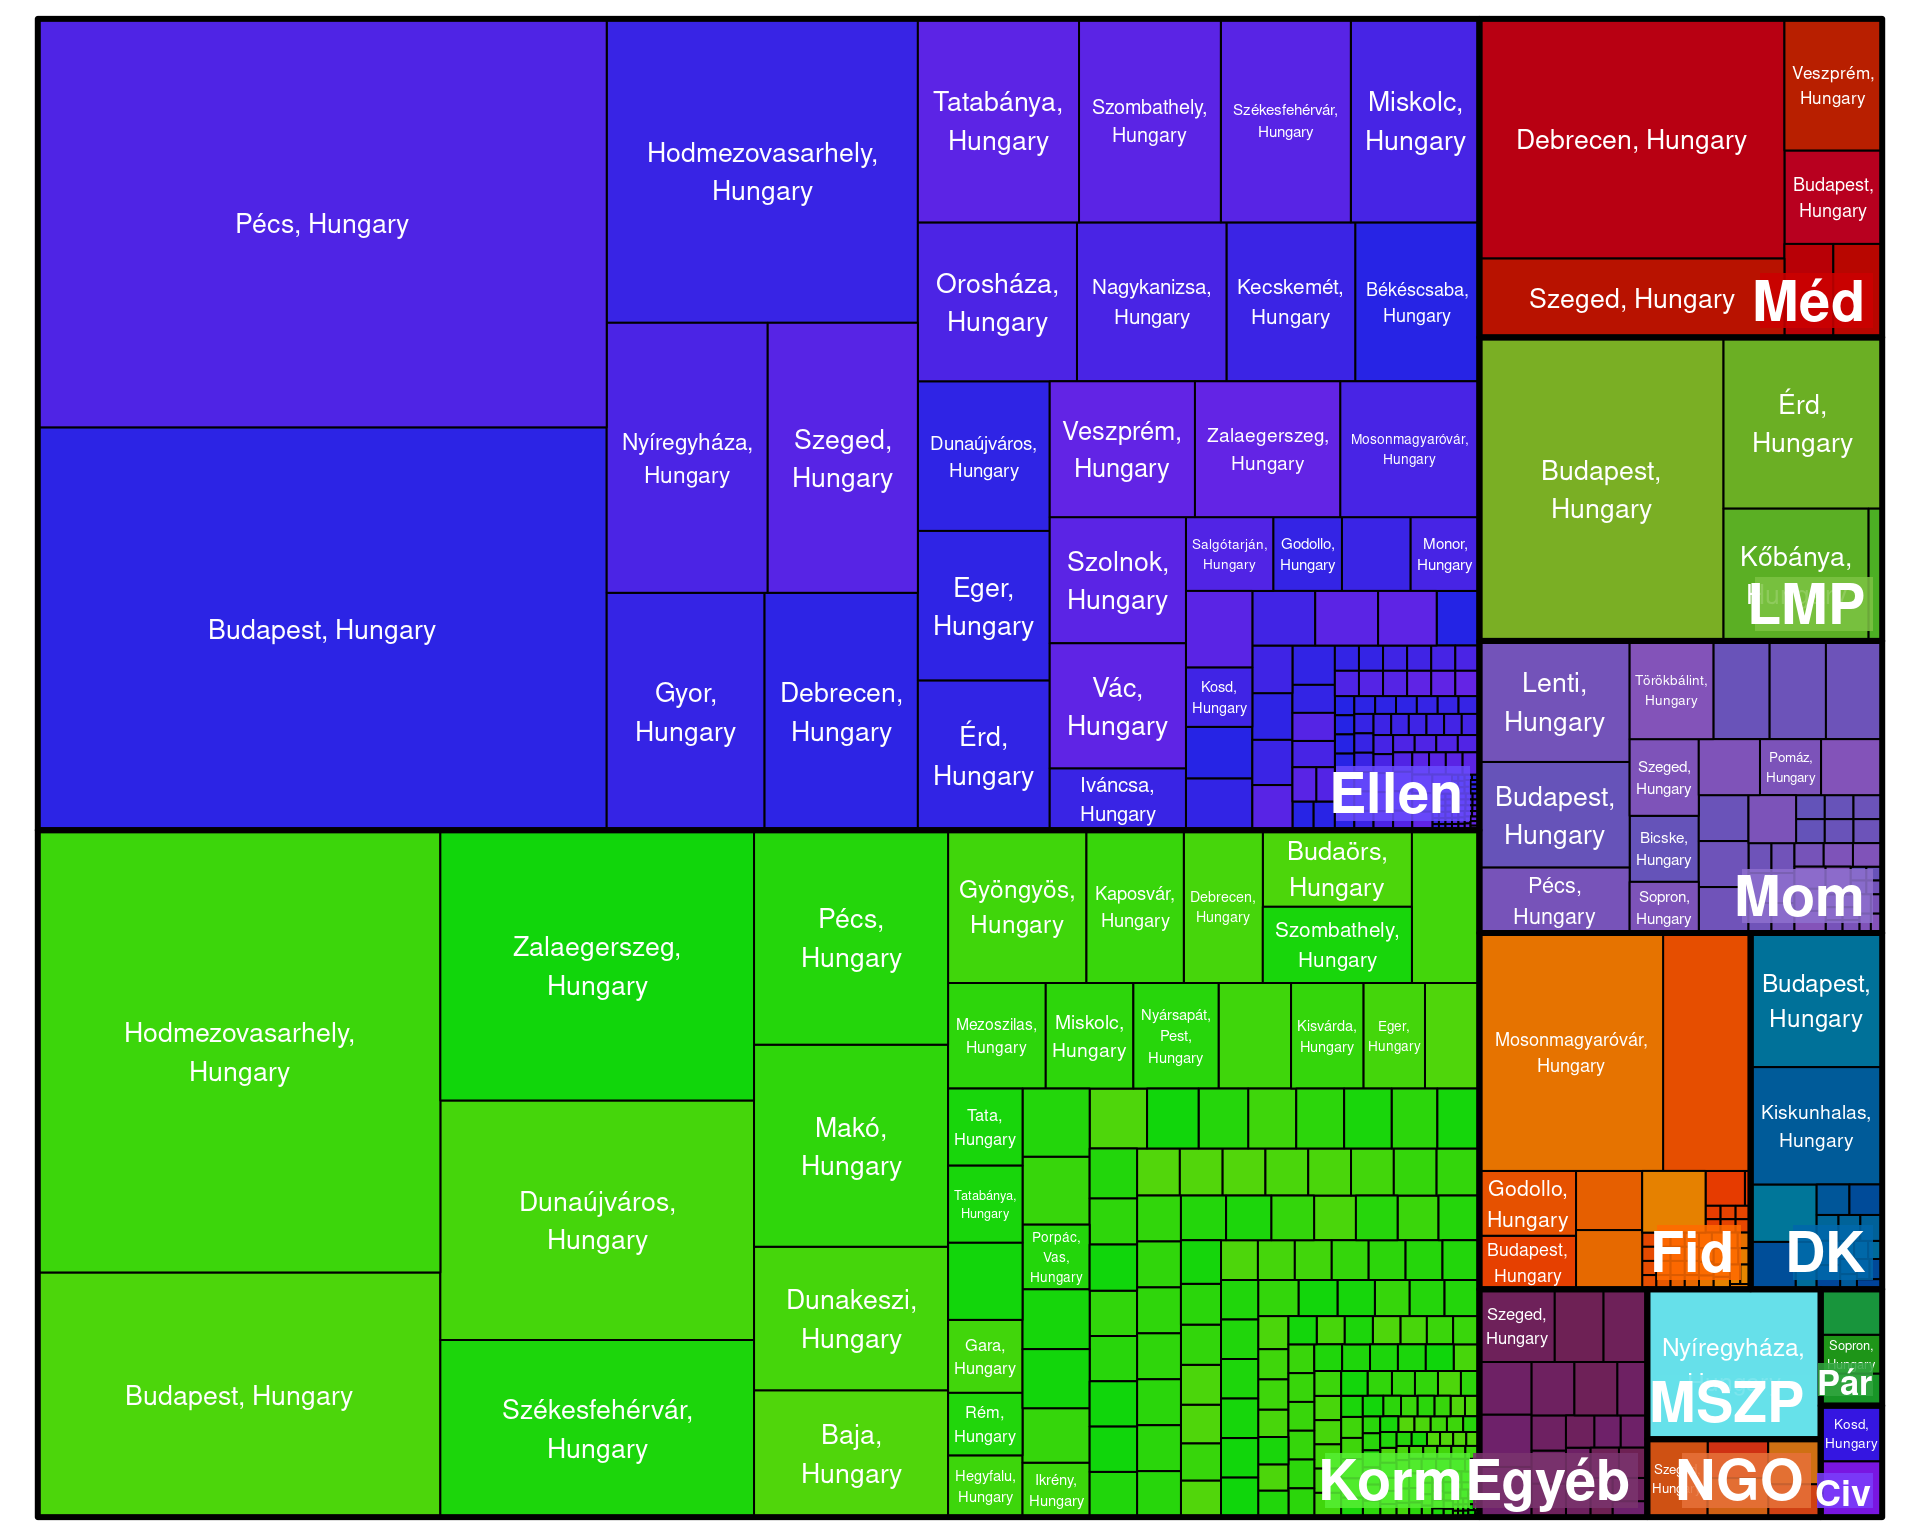 Pécs, Hungary
Budapest, Hungary
Hodmezovasarhely,
Hungary
Nyíregyháza,
Hungary
Szeged,
Hungary
Gyor,
Hungary
Debrecen,
Hungary
Tatabánya,
Hungary
Szombathely,
Hungary
Székesfehérvár,
Hungary
Miskolc,
Hungary
Orosháza,
Hungary
Nagykanizsa,
Hungary
Kecskemét,
Hungary
Békéscsaba,
Hungary
Dunaújváros,
Hungary
Veszprém,
Hungary
Zalaegerszeg,
Hungary
Mosonmagyaróvár,
Hungary
Eger,
Hungary
Szolnok,
Hungary
Salgótarján,
Hungary
Godollo,
Hungary
Monor,
Hungary
Érd,
Hungary
Vác,
Hungary
Kosd,
Hungary
Iváncsa,
Hungary
Ellen
Hodmezovasarhely,
Hungary
Budapest, Hungary
Zalaegerszeg,
Hungary
Dunaújváros,
Hungary
Székesfehérvár,
Hungary
Pécs,
Hungary
Makó,
Hungary
Dunakeszi,
Hungary
Baja,
Hungary
Gyöngyös,
Hungary
Kaposvár,
Hungary
Debrecen,
Hungary
Budaörs,
Hungary
Szombathely,
Hungary
Mezoszilas,
Hungary
Miskolc,
Hungary
Nyársapát,
Pest,
Hungary
Kisvárda,
Hungary
Eger,
Hungary
Tata,
Hungary
Tatabánya,
Hungary
Porpác,
Vas,
Hungary
Gara,
Hungary
Rém,
Hungary
Hegyfalu,
Hungary
Ikrény,
Hungary
Korm
Debrecen, Hungary
Veszprém,
Hungary
Budapest,
Hungary
Szeged, Hungary
Méd
Budapest,
Hungary
Érd,
Hungary
Kőbánya,
Hungary
LMP
Lenti,
Hungary
Törökbálint,
Hungary
Budapest,
Hungary
Szeged,
Hungary
Pomáz,
Hungary
Bicske,
Hungary
Pécs,
Hungary
Sopron,
Hungary
Mom
Mosonmagyaróvár,
Hungary
Godollo,
Hungary
Budapest,
Hungary
Fid
Budapest,
Hungary
Kiskunhalas,
Hungary
DK
Szeged,
Hungary
Egyéb
Nyíregyháza,
MSZP
Sopron,
Hungary
Pár
NGO
Kosd,
Hungary
Civ